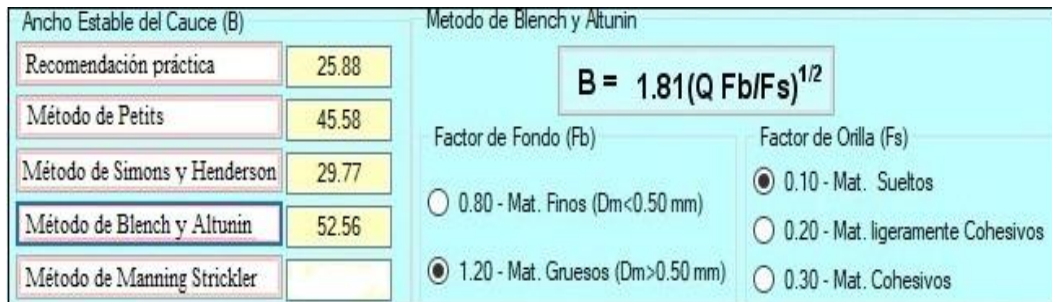 Ancho Estable del Cauce (B)
Recomendación práctica 25.88
Método de Petits 45.58
Método de Simons y Henderson 29.77
Método de Blench y Altunin 52.56
Método de Manning Strickler
Metodo de Blench y Altunin
B = 1.81(Q Fb/Fs)^1/2
Factor de Fondo (Fb)
0.80 - Mat. Finos (Dm<0.50 mm)
1.20 - Mat. Gruesos (Dm>0.50 mm)
Factor de Orilla (Fs)
0.10 - Mat. Sueltos
0.20 - Mat. ligeramente Cohesivos
0.30 - Mat. Cohesivos